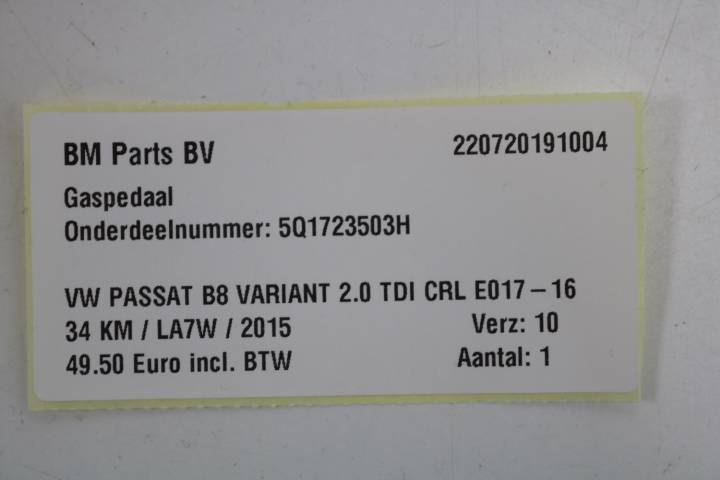 BM Parts BV 220720191004
Gaspedaal
Onderdeelnummer: 5Q1723503H
VW PASSAT B8 VARIANT 2.0 TDI CRL E017-16
34 KM / LA7W / 2015 Verz: 10
49.50 Euro incl. BTW Aantal: 1